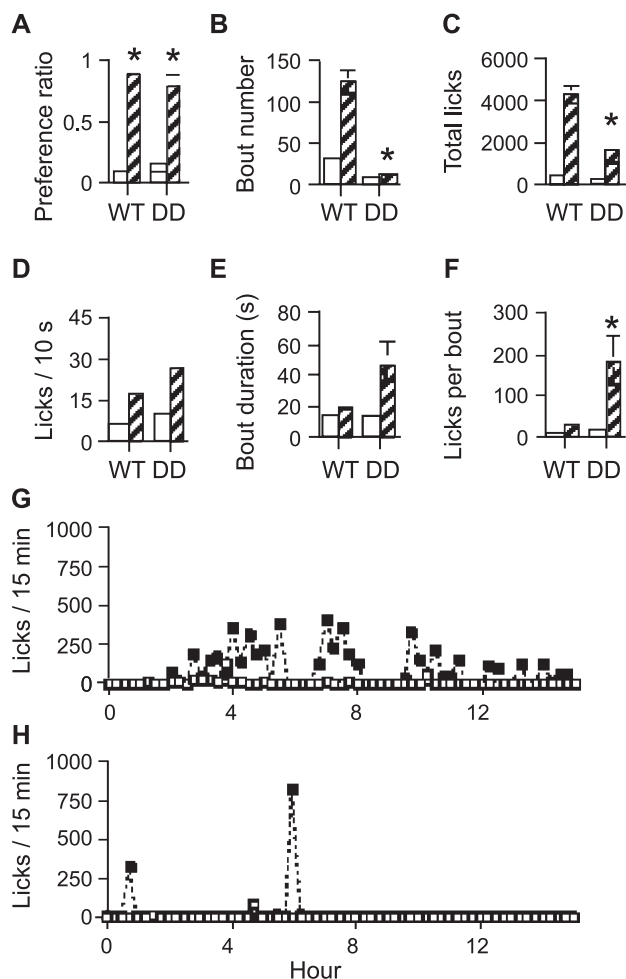 A
B
C
Preference ratio
1
0.5
0
*
*
WT DD
Bout number
150
100
50
0
*
WT DD
Total licks
6000
4000
2000
0
*
WT DD
D
E
F
Licks / 10 s
45
30
15
0
WT DD
Bout duration (s)
80
60
40
20
0
WT DD
Licks per bout
300
200
100
0
*
WT DD
G
Licks / 15 min
1000
750
500
250
0
0 4 8 12
H
Licks / 15 min
1000
750
500
250
0
0 4 8 12
Hour